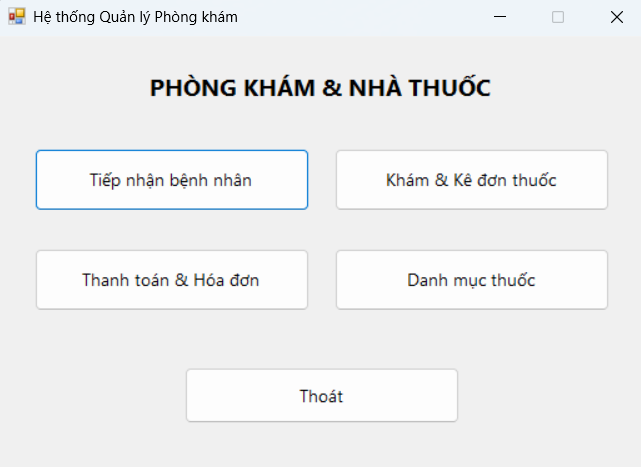 Hệ thống Quản lý Phòng khám
PHÒNG KHÁM & NHÀ THUỐC
Tiếp nhận bệnh nhân
Khám & Kê đơn thuốc
Thanh toán & Hóa đơn
Danh mục thuốc
Thoát